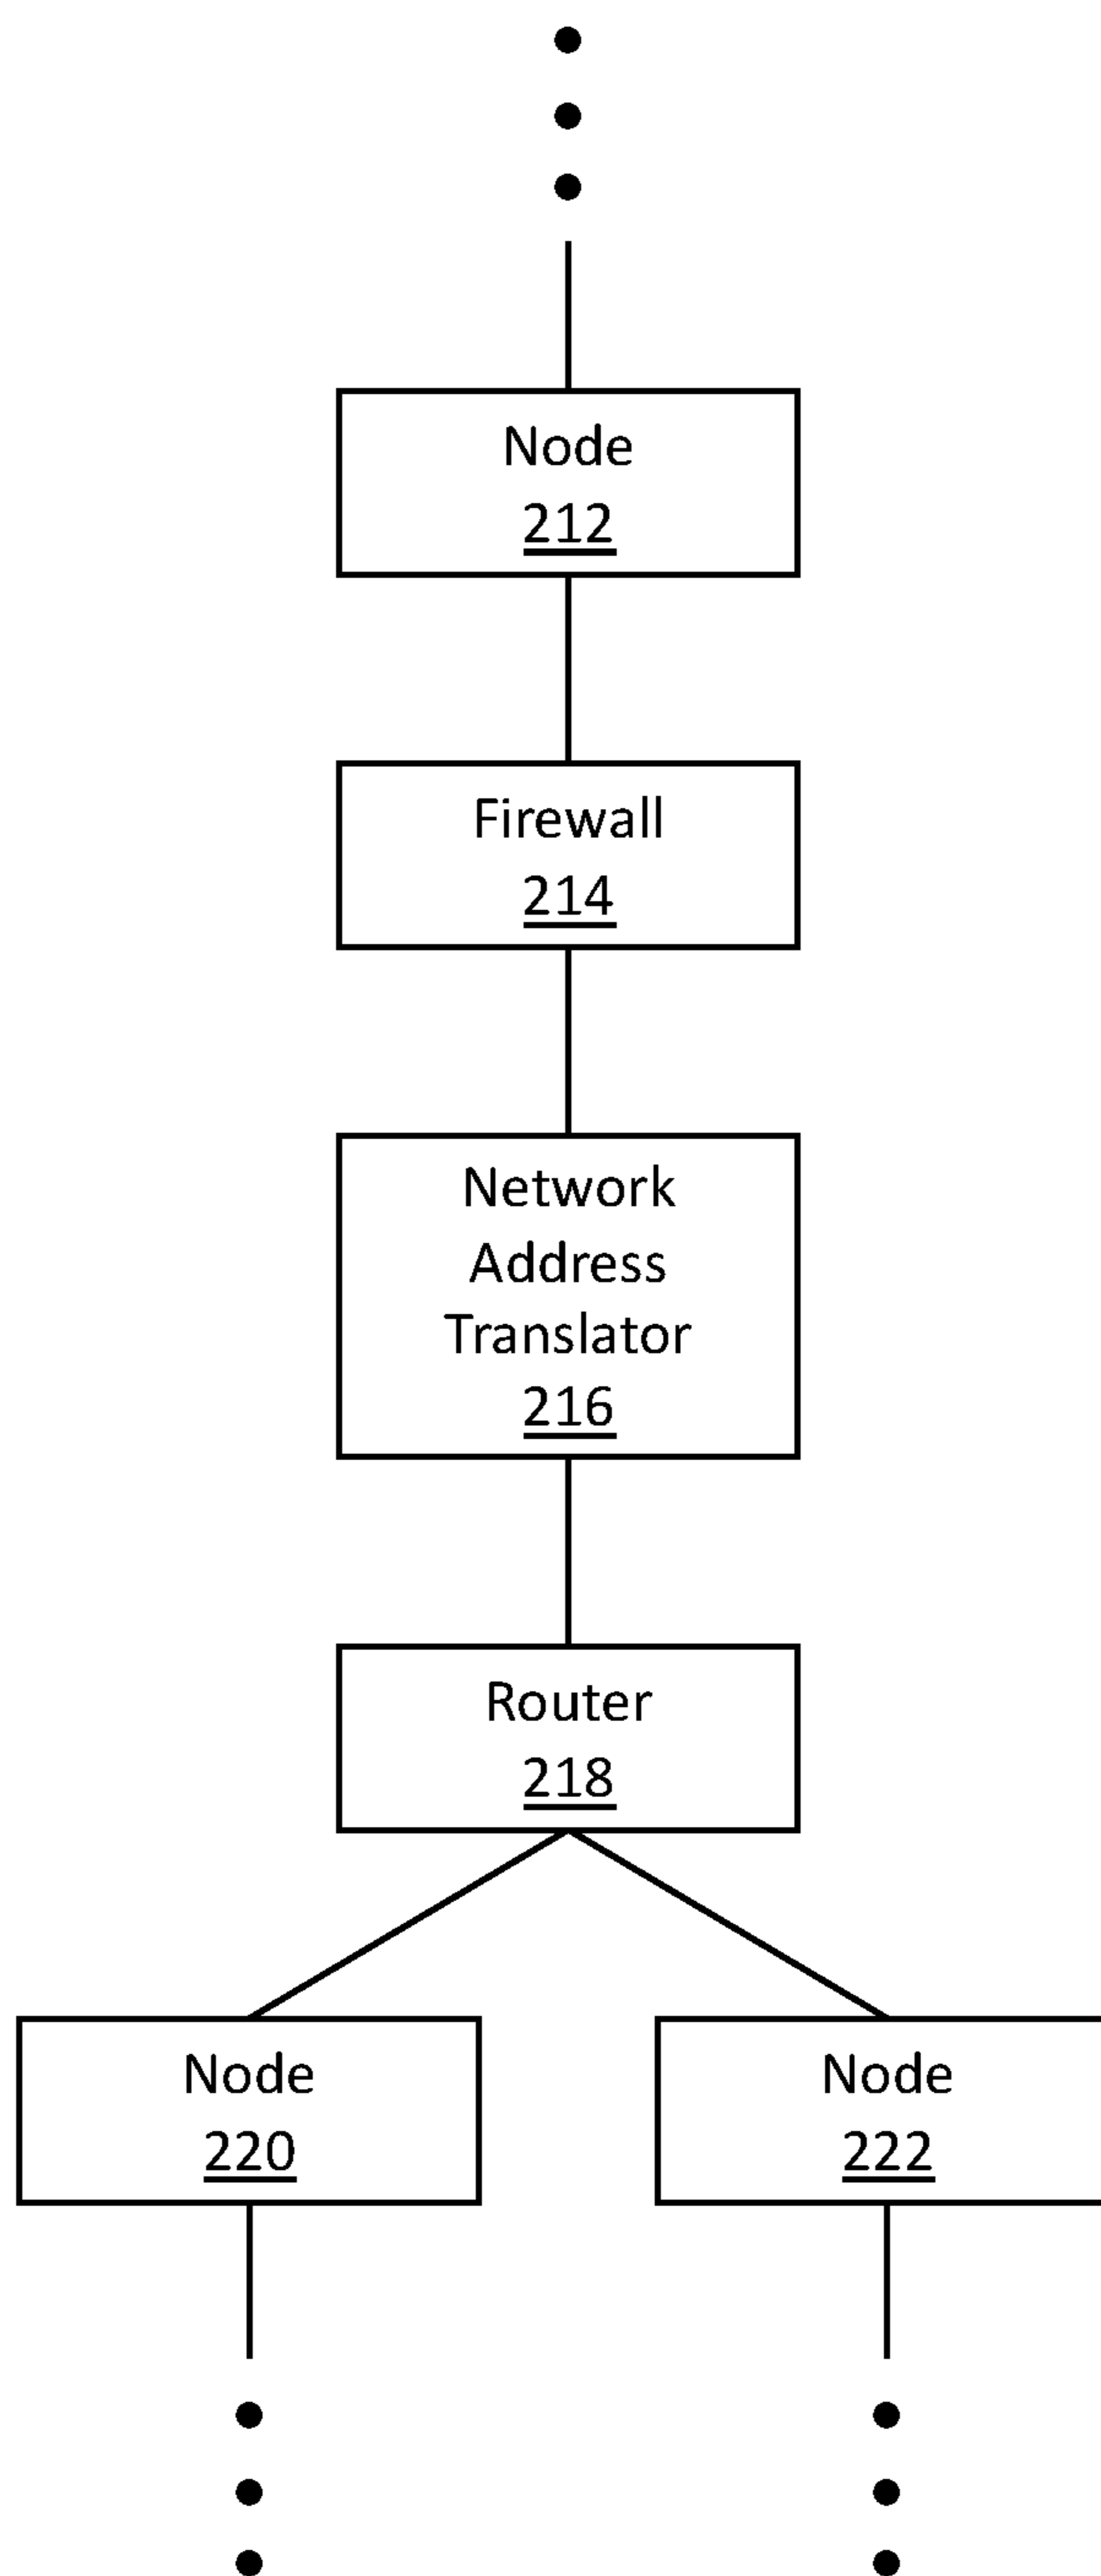 Node
212
Firewall
214
Network
Address
Translator
216
Router
218
Node
220
Node
222